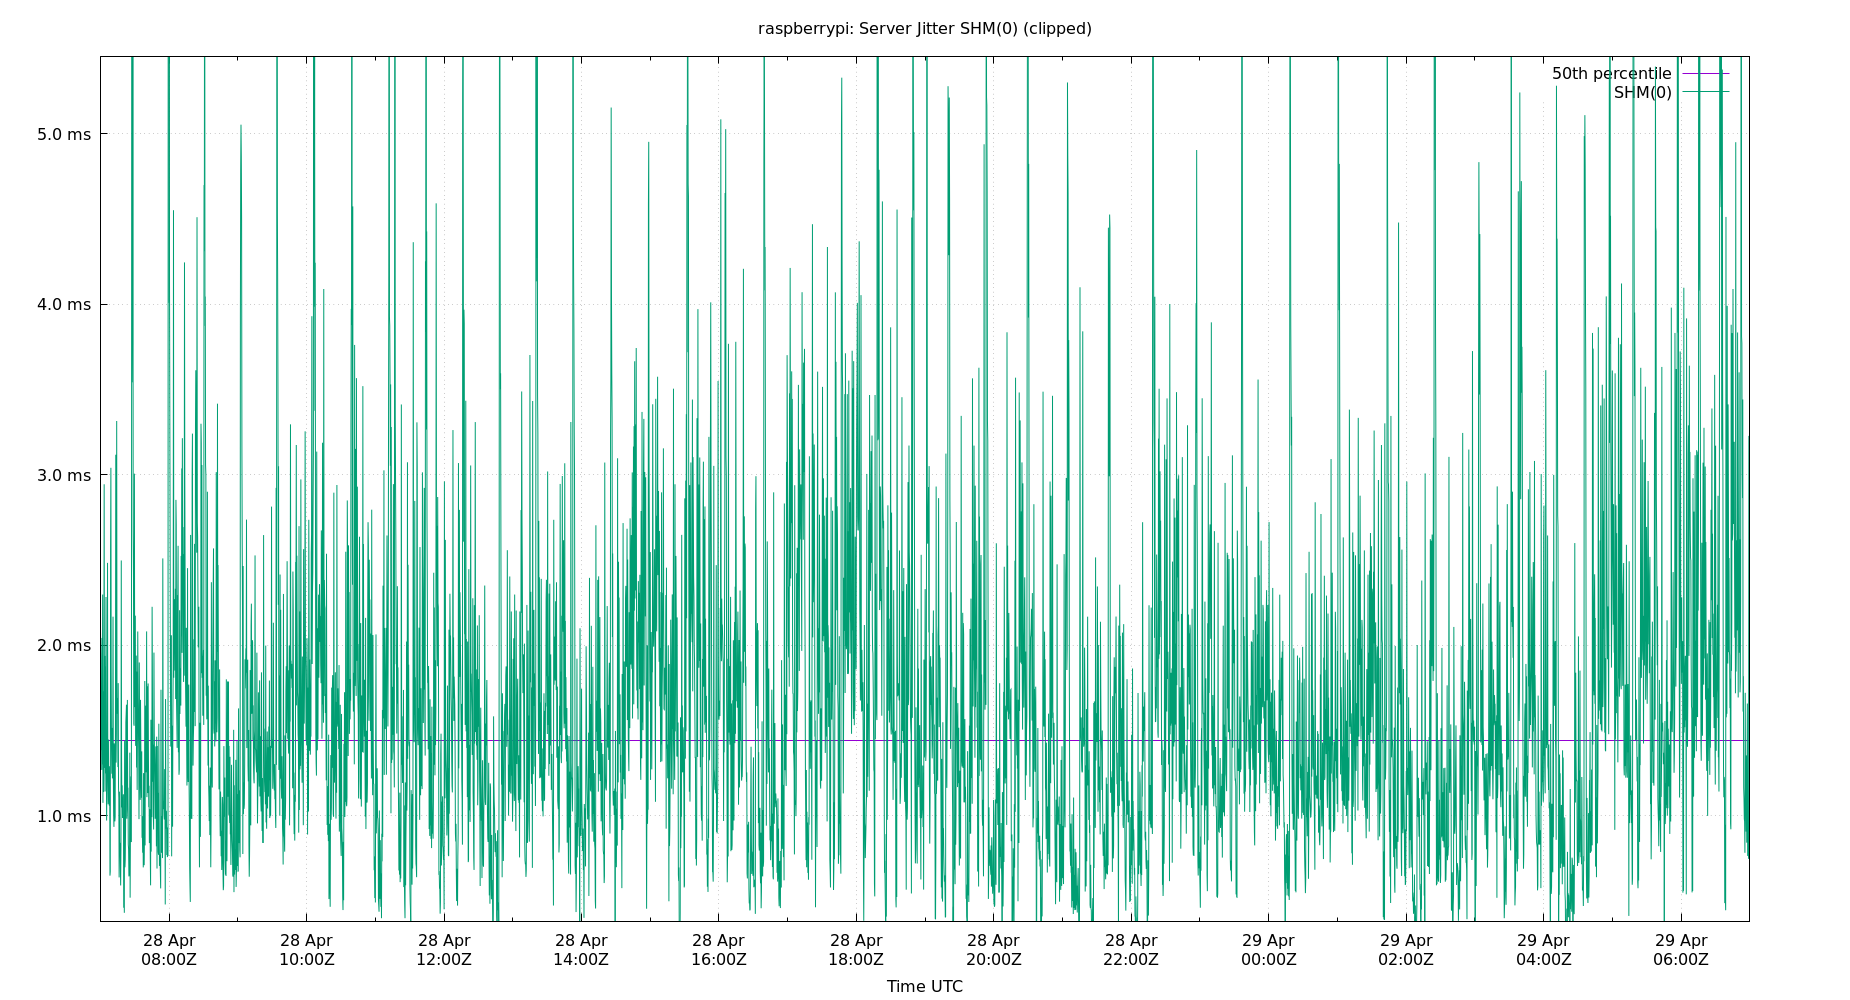 raspberrypi: Server Jitter SHM(0) (clipped)
50th percentile
SHM(0)
5.0 ms
4.0 ms
3.0 ms
2.0 ms
1.0 ms
28 Apr 28 Apr 28 Apr 28 Apr 28 Apr 28 Apr 28 Apr 28 Apr 29 Apr 29 Apr 29 Apr 29 Apr
08:00Z 10:00Z 12:00Z 14:00Z 16:00Z 18:00Z 20:00Z 22:00Z 00:00Z 02:00Z 04:00Z 06:00Z
Time UTC